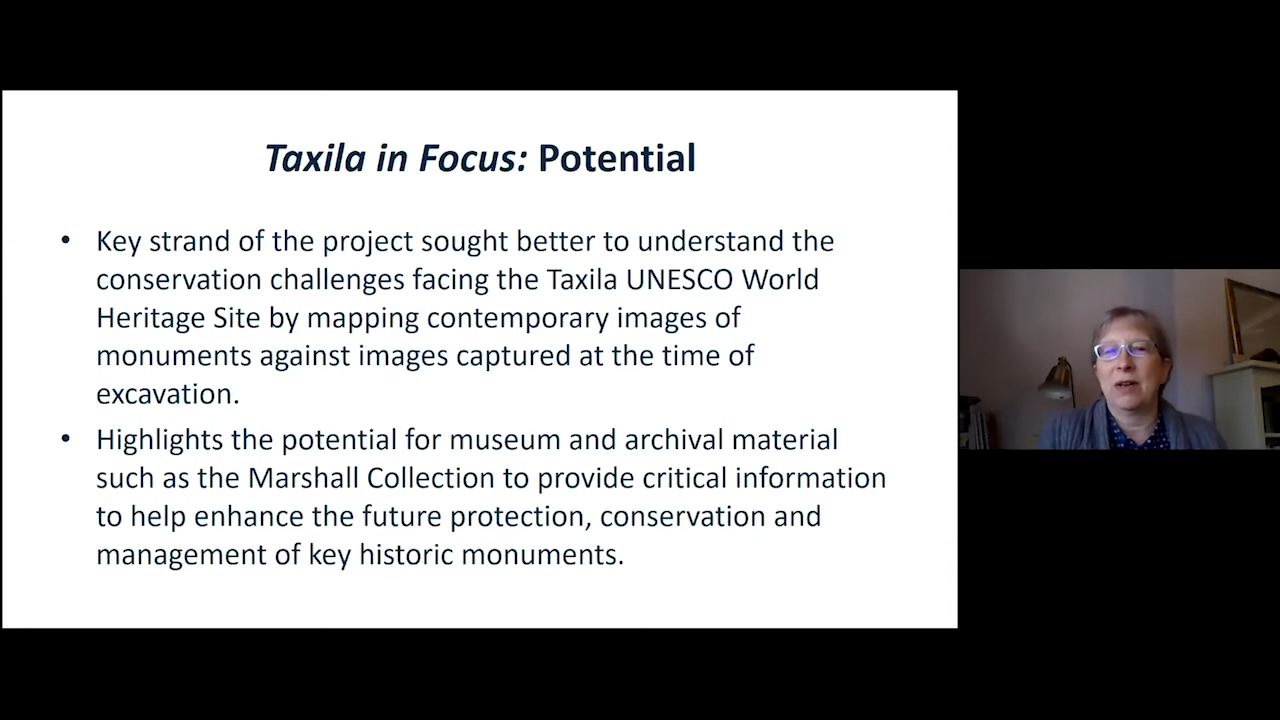 Taxila in Focus: Potential
• Key strand of the project sought better to understand the
conservation challenges facing the Taxila UNESCO World
Heritage Site by mapping contemporary images of
monuments against images captured at the time of
excavation.
• Highlights the potential for museum and archival material
such as the Marshall Collection to provide critical information
to help enhance the future protection, conservation and
management of key historic monuments.